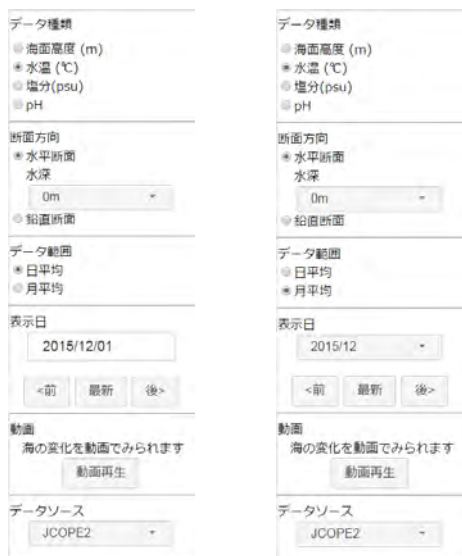 データ種類
海面高度 (m)
水温 (℃)
塩分(psu)
pH
断面方向
水平断面
水深
0m
鉛直断面
データ範囲
日平均
月平均
表示日
2015/12/01
<前 最新 後>
動画
海の変化を動画でみられます
動画再生
データソース
JCOPE2
データ種類
海面高度 (m)
水温 (℃)
塩分(psu)
pH
断面方向
水平断面
水深
0m
鉛直断面
データ範囲
日平均
月平均
表示日
2015/12
<前 最新 後>
動画
海の変化を動画でみられます
動画再生
データソース
JCOPE2